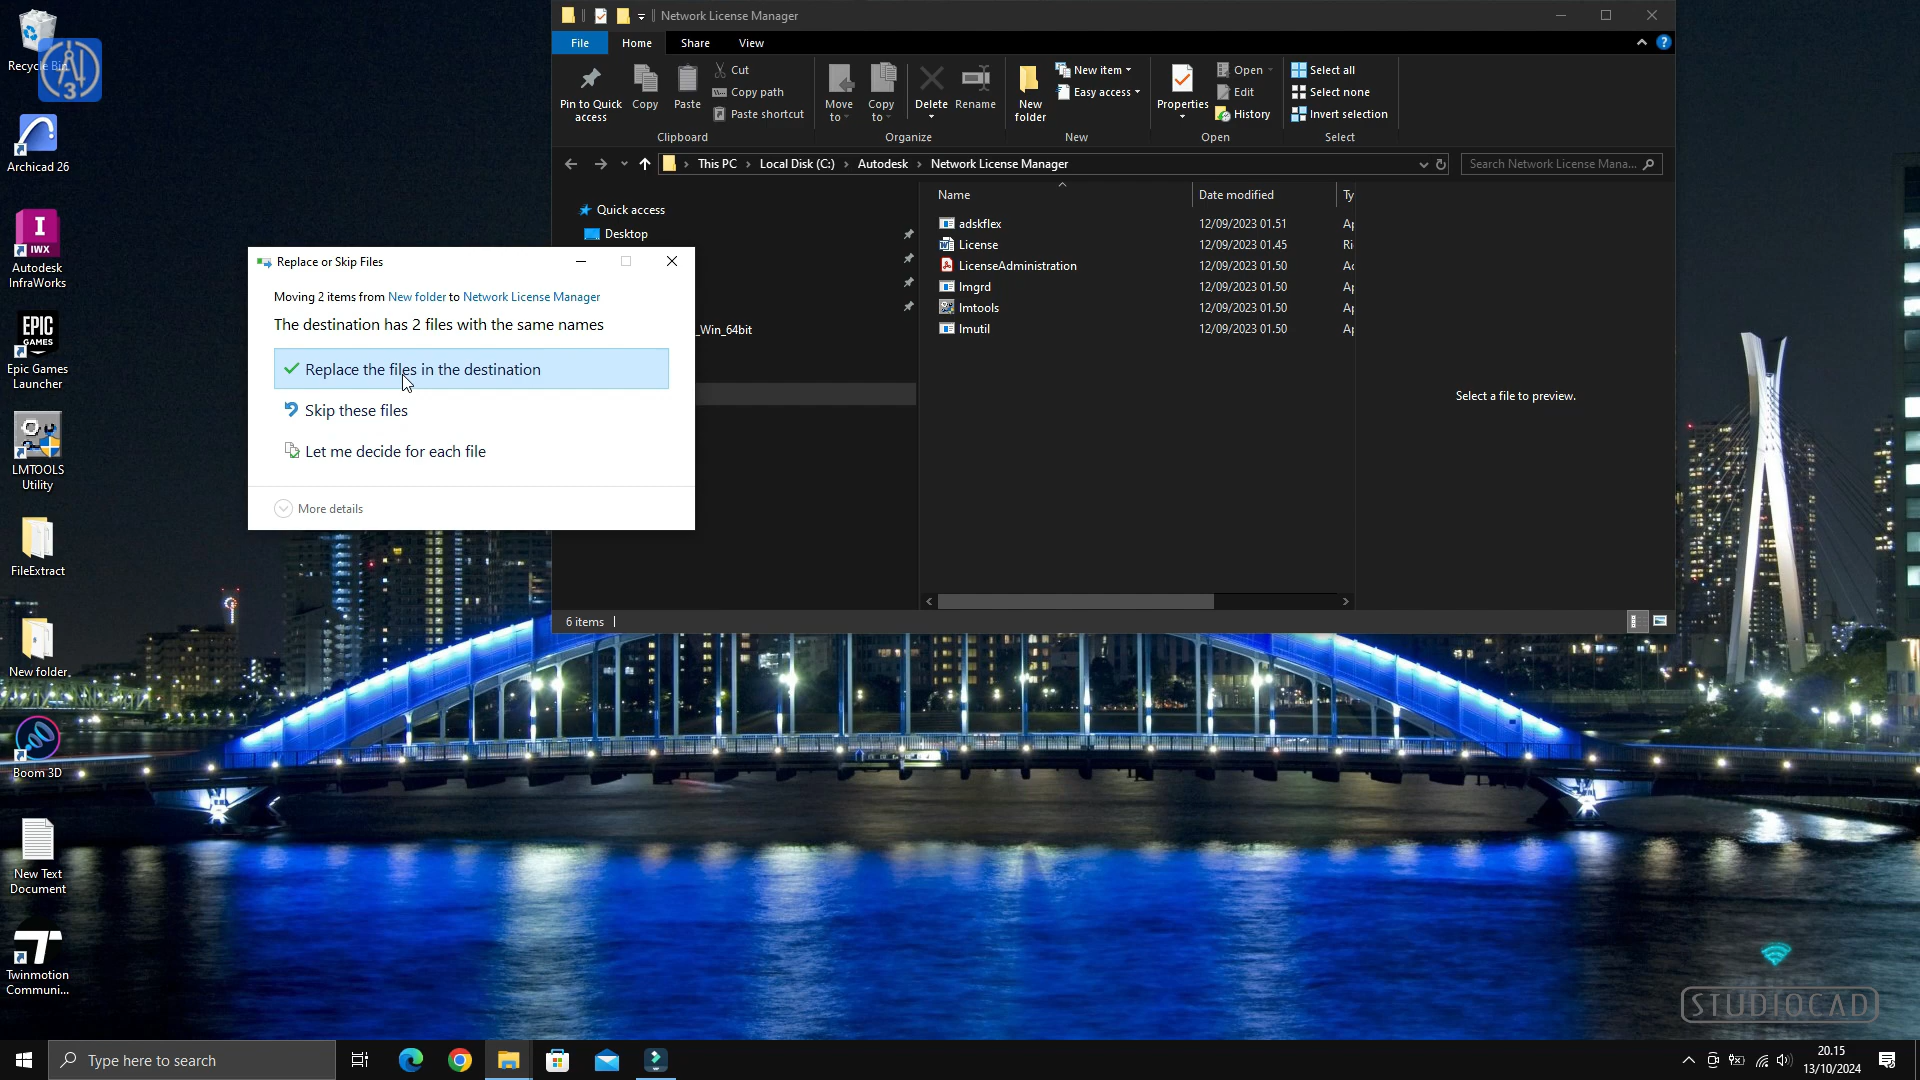 Recycle Bin
Archicad 26
I
IWX
Autodesk
InfraWorks
EPIC
GAMES
Epic Games
Launcher
LMTOOLS
Utility
FileExtract
New folder
Boom 3D
New Text
Document
Twinmotion
Communi...
Network License Manager
File
Home
Share
View
Pin to Quick
access
Copy
Paste
Cut
Copy path
Paste shortcut
Clipboard
Move
to
Copy
to
Delete
Rename
Organize
New
folder
New item
Easy access
New
Properties
Open
Edit
History
Open
Select all
Select none
Invert selection
Select
This PC
Local Disk (C:)
Autodesk
Network License Manager
Search Network License Mana...
Quick access
Desktop
_Win_64bit
Name
Date modified
Ty
adskflex
12/09/2023 01.51
Ap
License
12/09/2023 01.45
Ri
LicenseAdministration
12/09/2023 01.50
Ac
lmgrd
12/09/2023 01.50
Ap
lmtools
12/09/2023 01.50
Ap
lmutil
12/09/2023 01.50
Ap
Select a file to preview.
6 items
Replace or Skip Files
Moving 2 items from New folder to Network License Manager
The destination has 2 files with the same names
Replace the files in the destination
Skip these files
Let me decide for each file
More details
STUDIOCAD
Type here to search
20.15
13/10/2024